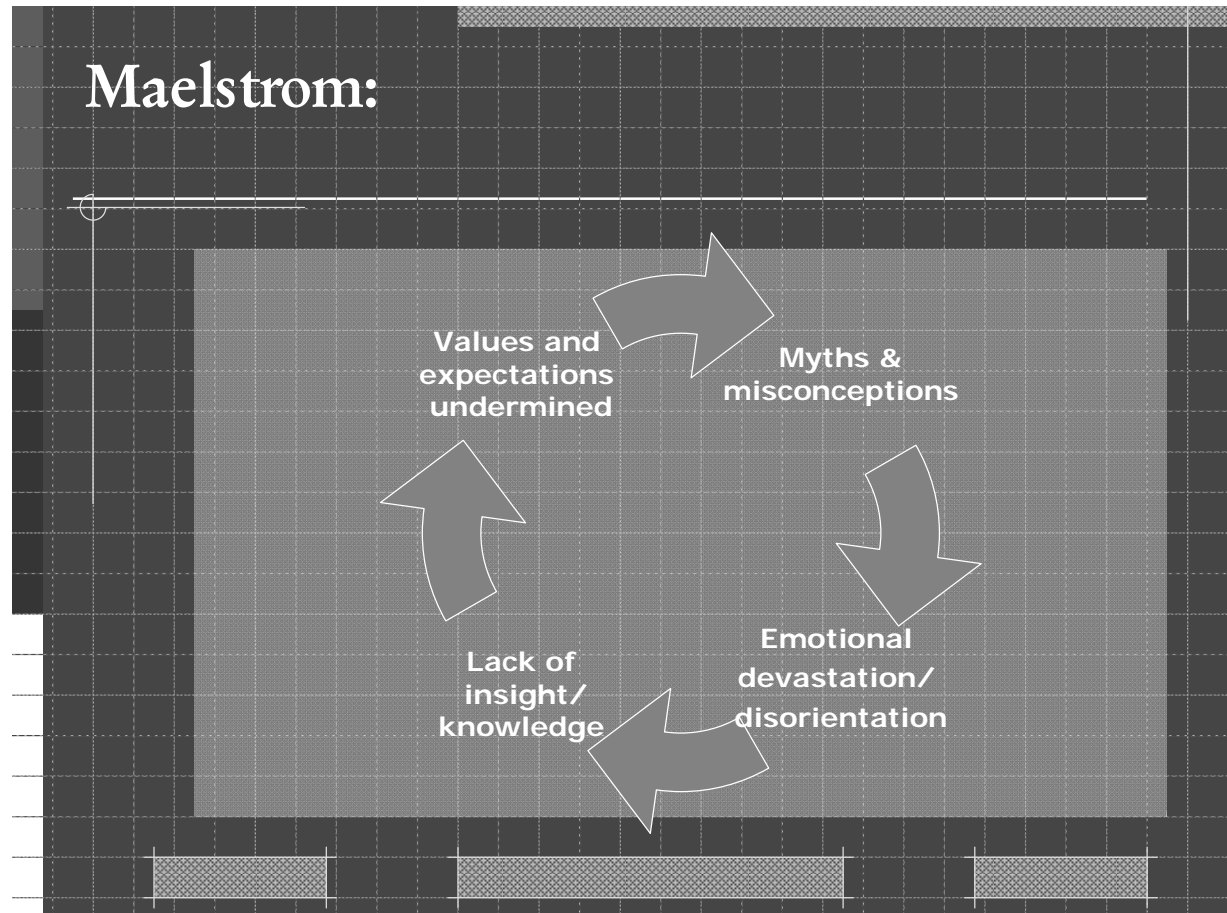 Maelstrom:
Values and
expectations
undermined
Myths &
misconceptions
Emotional
devastation/
disorientation
Lack of
insight/
knowledge